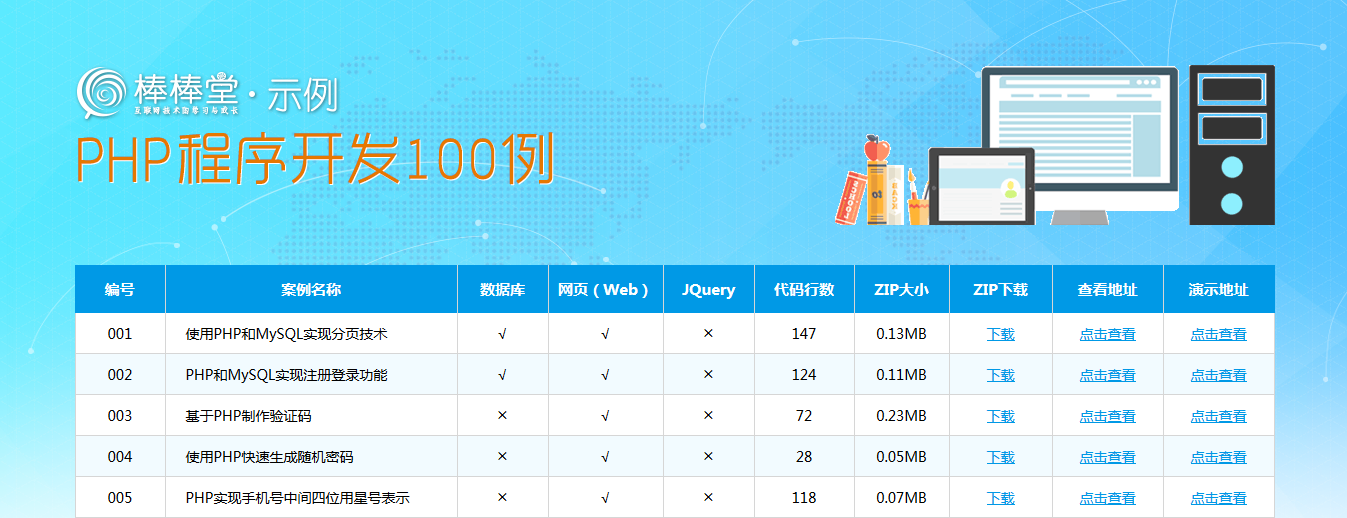 棒棒堂·示例
互联网技术的学习与成长
PHP程序开发100例
编号 案例名称 数据库 网页（Web） JQuery 代码行数 ZIP大小 ZIP下载 查看地址 演示地址
001 使用PHP和MySQL实现分页技术 √ √ × 147 0.13MB 下载 点击查看 点击查看
002 PHP和MySQL实现注册登录功能 √ √ × 124 0.11MB 下载 点击查看 点击查看
003 基于PHP制作验证码 × √ × 72 0.23MB 下载 点击查看 点击查看
004 使用PHP快速生成随机密码 × √ × 28 0.05MB 下载 点击查看 点击查看
005 PHP实现手机号中间四位用星号表示 × √ × 118 0.07MB 下载 点击查看 点击查看